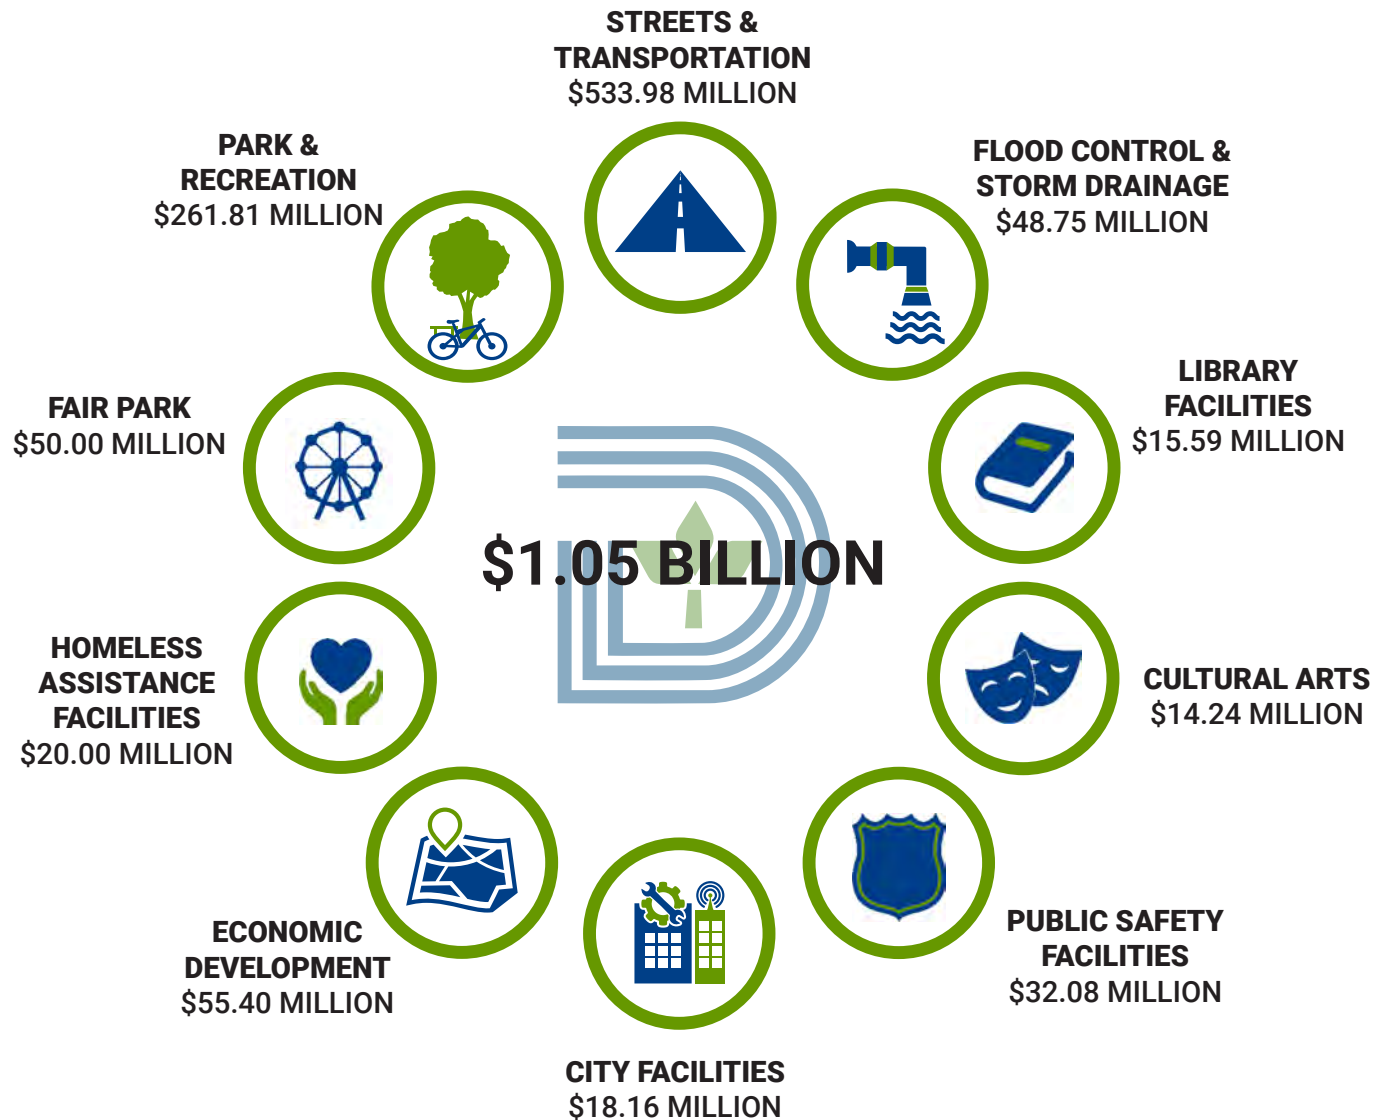 STREETS &
TRANSPORTATION
$533.98 MILLION
PARK &
RECREATION
$261.81 MILLION
FLOOD CONTROL &
STORM DRAINAGE
$48.75 MILLION
FAIR PARK
$50.00 MILLION
LIBRARY
FACILITIES
$15.59 MILLION
$1.05 BILLION
HOMELESS
ASSISTANCE
FACILITIES
$20.00 MILLION
CULTURAL ARTS
$14.24 MILLION
ECONOMIC
DEVELOPMENT
$55.40 MILLION
PUBLIC SAFETY
FACILITIES
$32.08 MILLION
CITY FACILITIES
$18.16 MILLION